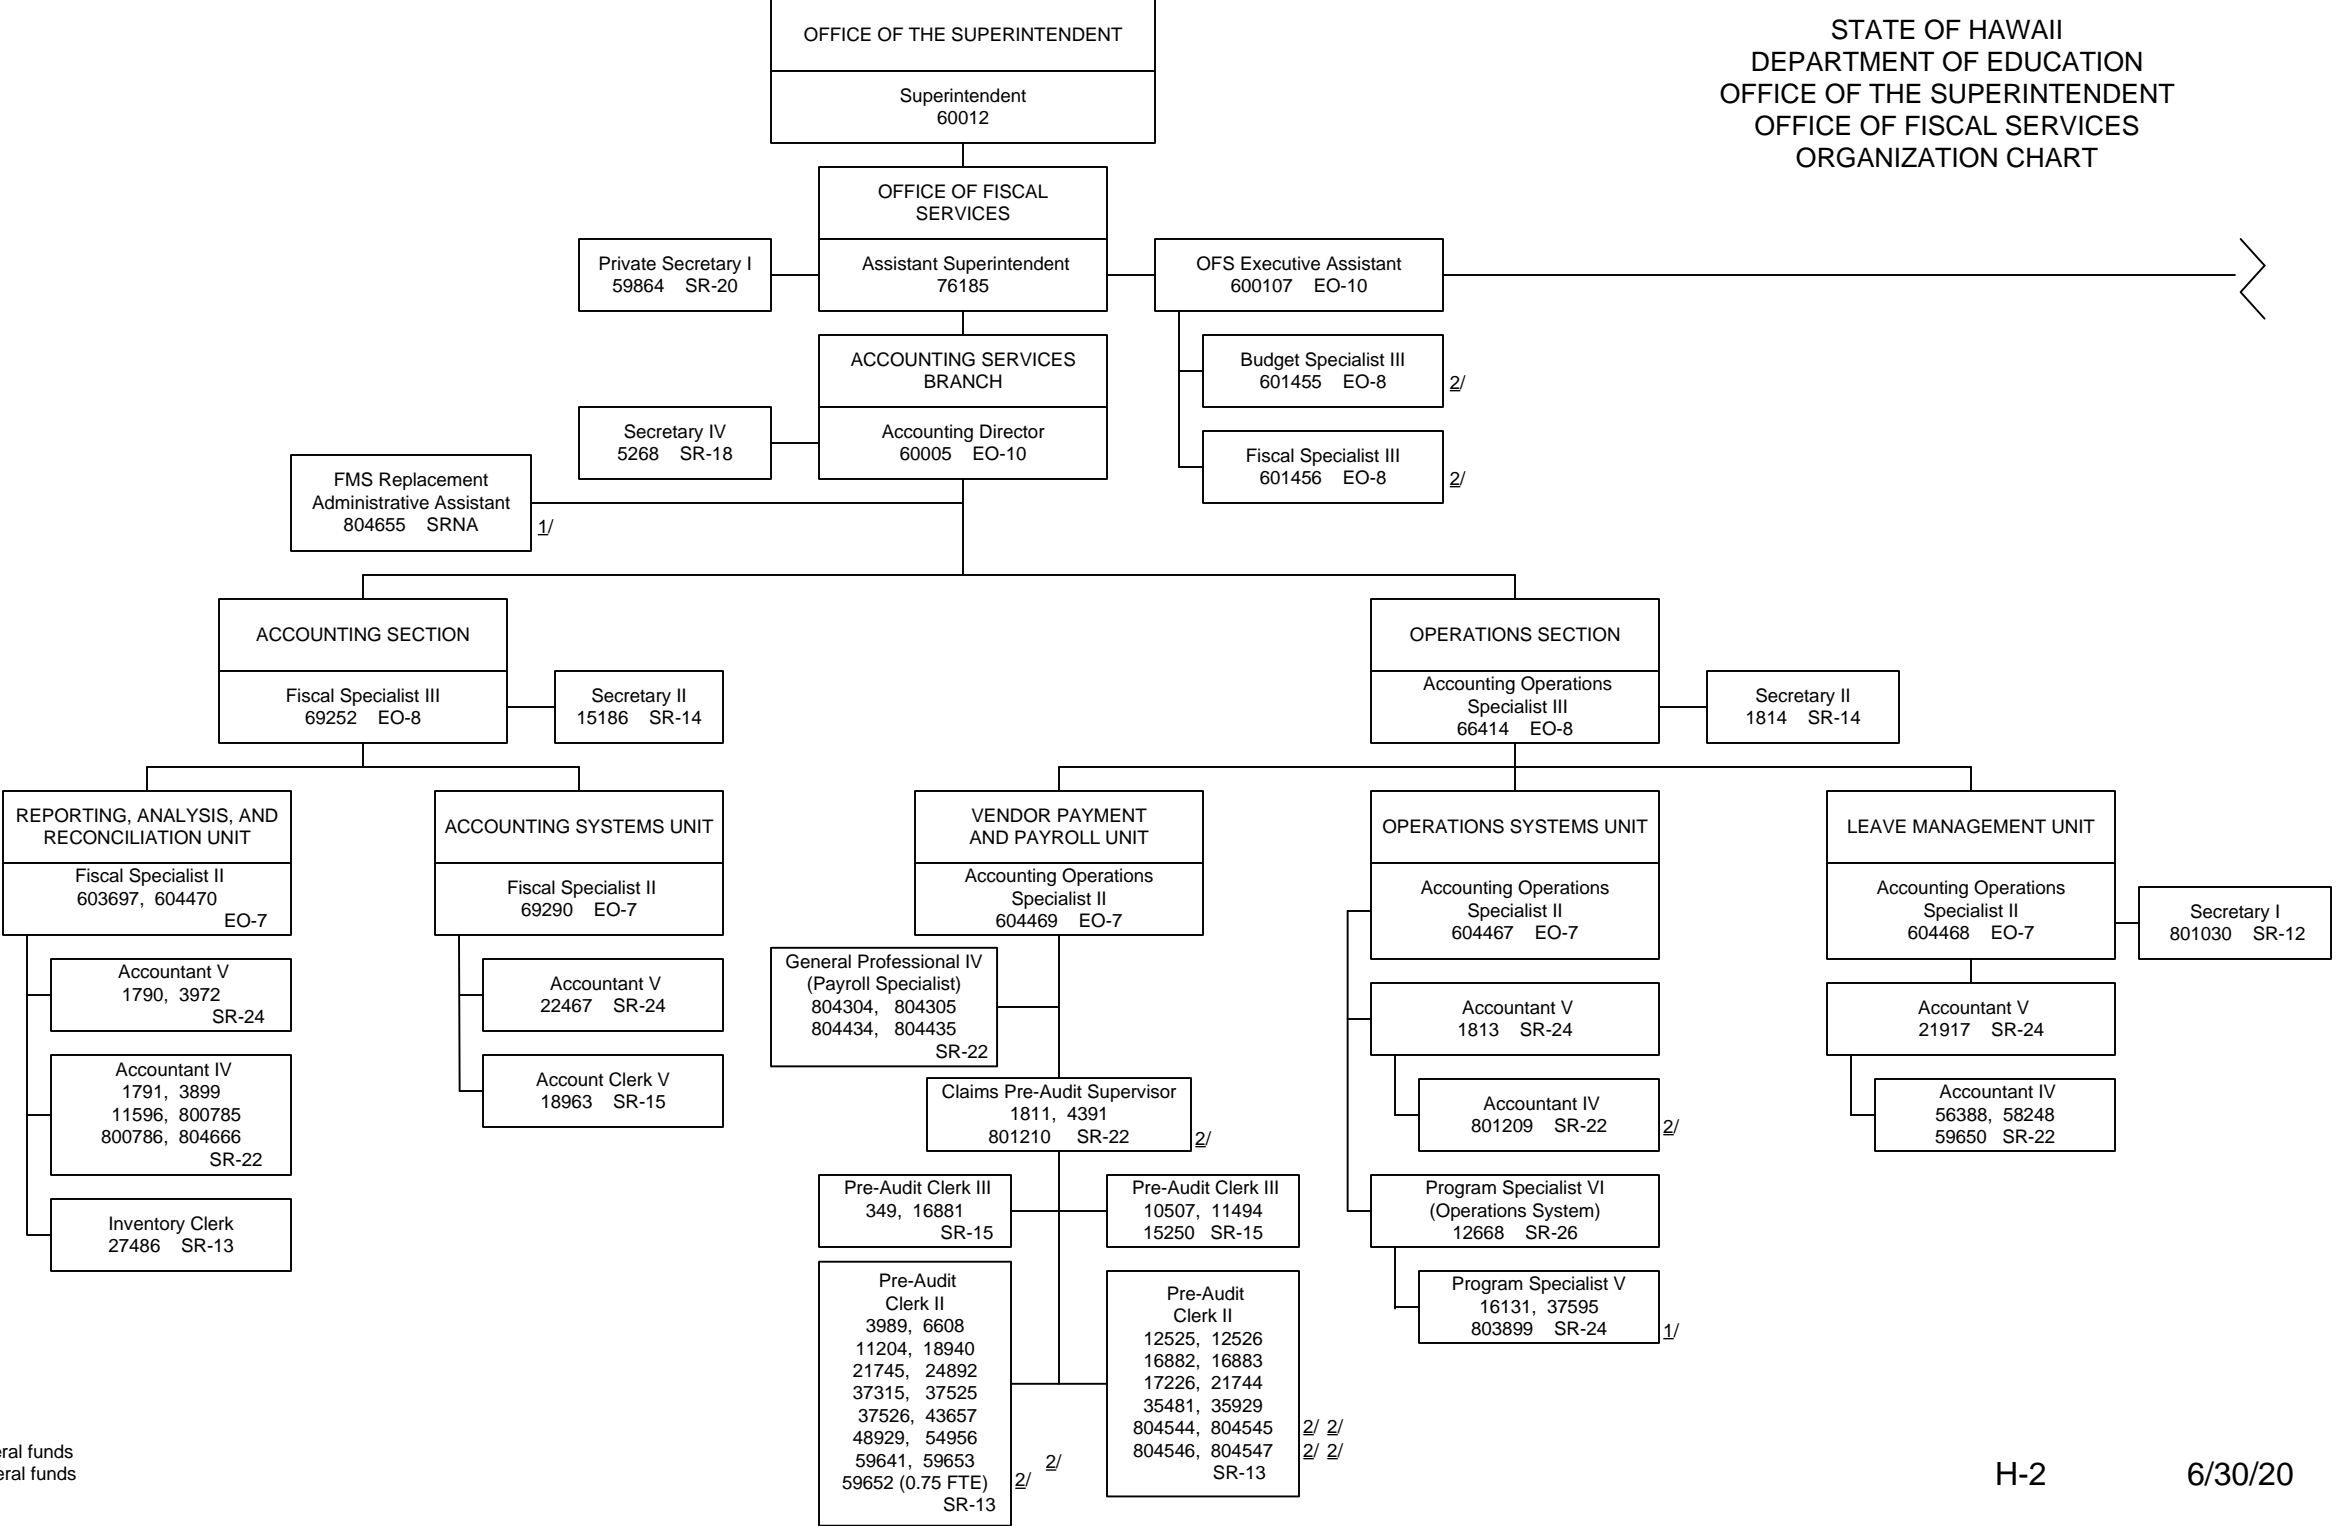 STATE OF HAWAII
DEPARTMENT OF EDUCATION
OFFICE OF THE SUPERINTENDENT
OFFICE OF FISCAL SERVICES
ORGANIZATION CHART
OFFICE OF THE SUPERINTENDENT
Superintendent
60012
OFFICE OF FISCAL
SERVICES
Assistant Superintendent
76185
Private Secretary I
59864 SR-20
OFS Executive Assistant
600107 EO-10
Budget Specialist III
601455 EO-8
2/
Fiscal Specialist III
601456 EO-8
2/
ACCOUNTING SERVICES
BRANCH
Accounting Director
60005 EO-10
Secretary IV
5268 SR-18
FMS Replacement
Administrative Assistant
804655 SRNA
1/
ACCOUNTING SECTION
Fiscal Specialist III
69252 EO-8
Secretary II
15186 SR-14
OPERATIONS SECTION
Accounting Operations
Specialist III
66414 EO-8
Secretary II
1814 SR-14
REPORTING, ANALYSIS, AND
RECONCILIATION UNIT
Fiscal Specialist II
603697, 604470
EO-7
Accountant V
1790, 3972
SR-24
Accountant IV
1791, 3899
11596, 800785
800786, 804666
SR-22
Inventory Clerk
27486 SR-13
ACCOUNTING SYSTEMS UNIT
Fiscal Specialist II
69290 EO-7
Accountant V
22467 SR-24
Account Clerk V
18963 SR-15
VENDOR PAYMENT
AND PAYROLL UNIT
Accounting Operations
Specialist II
604469 EO-7
General Professional IV
(Payroll Specialist)
804304, 804305
804434, 804435
SR-22
Claims Pre-Audit Supervisor
1811, 4391
801210 SR-22
2/
Pre-Audit Clerk III
349, 16881
SR-15
Pre-Audit Clerk III
10507, 11494
15250 SR-15
Pre-Audit
Clerk II
3989, 6608
11204, 18940
21745, 24892
37315, 37525
37526, 43657
48929, 54956
59641, 59653
2/
59652 (0.75 FTE)
2/
SR-13
Pre-Audit
Clerk II
12525, 12526
16882, 16883
17226, 21744
35481, 35929
804544, 804545
2/ 2/
804546, 804547
2/ 2/
SR-13
OPERATIONS SYSTEMS UNIT
Accounting Operations
Specialist II
604467 EO-7
Accountant V
1813 SR-24
Accountant IV
801209 SR-22
2/
Program Specialist VI
(Operations System)
12668 SR-26
Program Specialist V
16131, 37595
803899 SR-24
1/
LEAVE MANAGEMENT UNIT
Accounting Operations
Specialist II
604468 EO-7
Secretary I
801030 SR-12
Accountant V
21917 SR-24
Accountant IV
56388, 58248
59650 SR-22
funds
funds
H-2 6/30/20